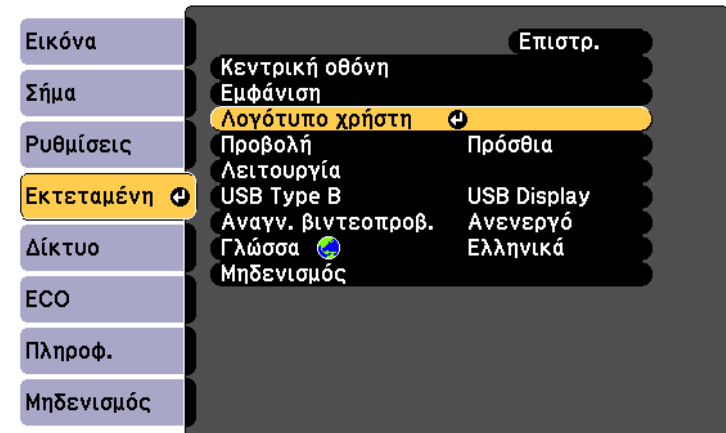 Εικόνα
Σήμα
Ρυθμίσεις
Εκτεταμένη
Δίκτυο
ECO
Πληροφ.
Μηδενισμός
Επιστρ.
Κεντρική οθόνη
Εμφάνιση
Λογότυπο χρήστη
Προβολή Πρόσθια
Λειτουργία
USB Type B USB Display
Αναγν. βιντεοπροβ. Ανενεργό
Γλώσσα Ελληνικά
Μηδενισμός